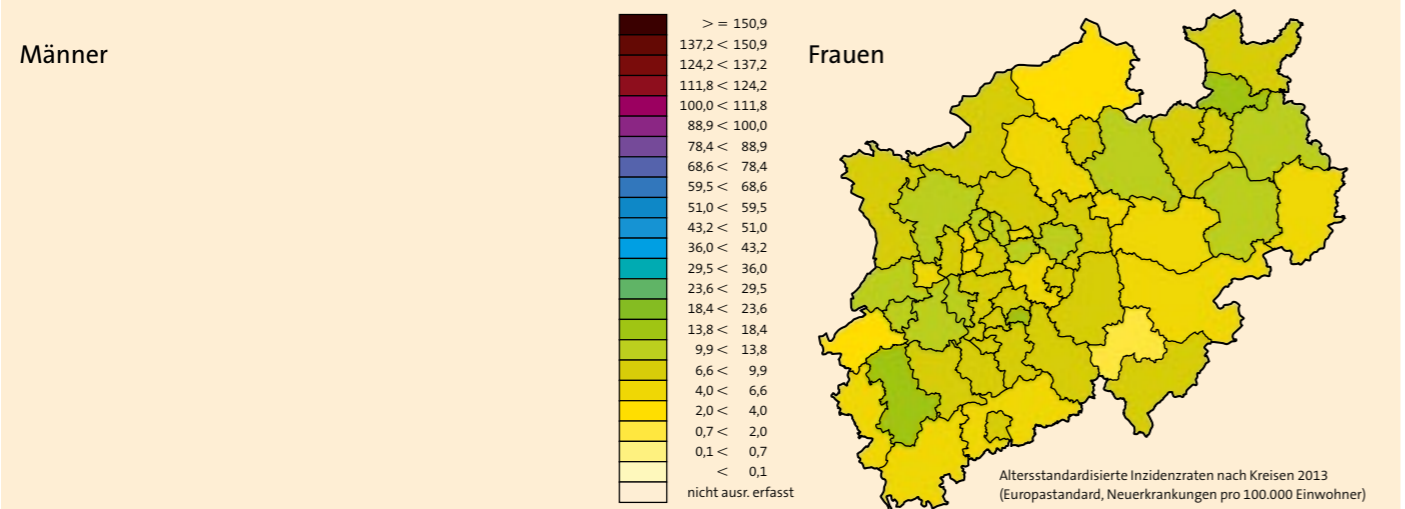 Männer
> = 150,9
137,2 < 150,9
124,2 < 137,2
111,8 < 124,2
100,0 < 111,8
88,9 < 100,0
78,4 < 88,9
68,6 < 78,4
59,5 < 68,6
51,0 < 59,5
43,2 < 51,0
36,0 < 43,2
29,5 < 36,0
23,6 < 29,5
18,4 < 23,6
13,8 < 18,4
9,9 < 13,8
6,6 < 9,9
4,0 < 6,6
2,0 < 4,0
0,7 < 2,0
0,1 < 0,7
< 0,1
nicht ausr. erfasst
Frauen
Altersstandardisierte Inzidenzraten nach Kreisen 2013
(Europastandard, Neuerkrankungen pro 100.000 Einwohner)